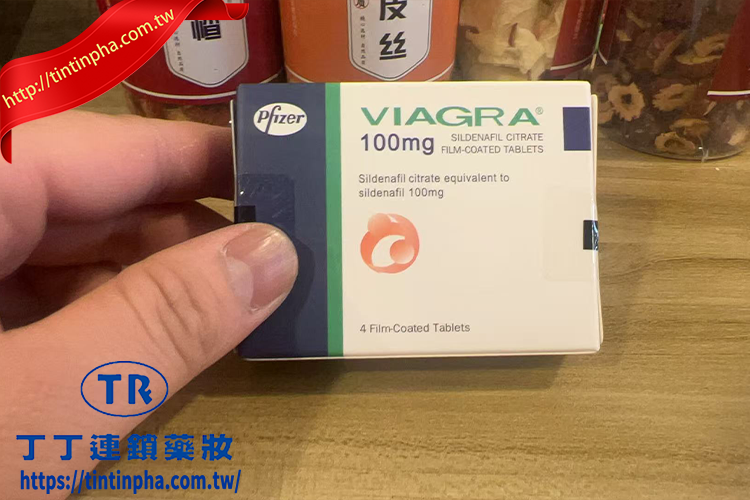 http://tintinpha.com.tw
皮
絲
Pfizer
VIAGRA®
100mg
SILDENAFIL CITRATE
FILM-COATED TABLETS
Sildenafil citrate equivalent to
sildenafil 100mg
4 Film-Coated Tablets
TR
丁丁連鎖藥妝
https://tintinpha.com.tw/